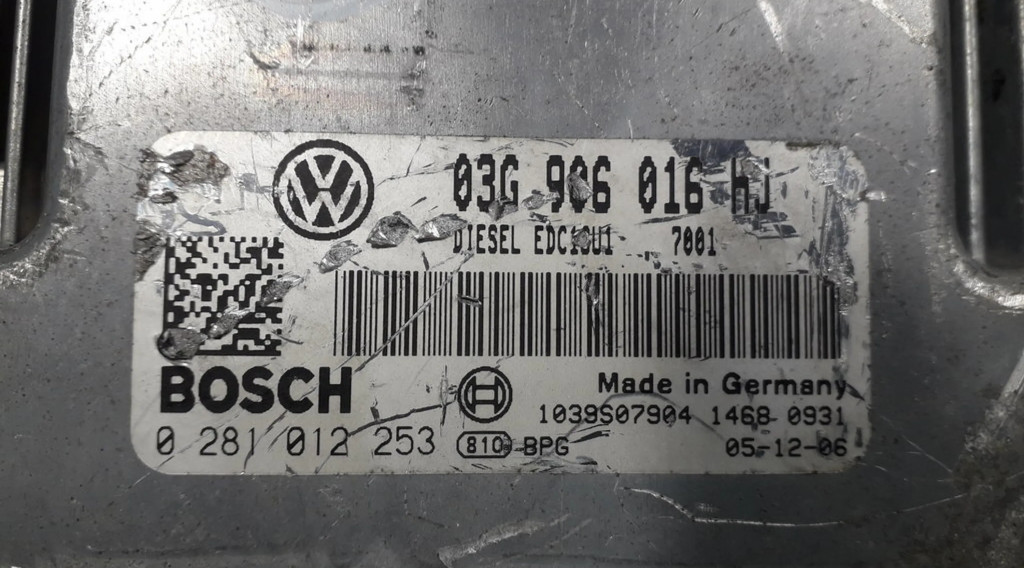 03G 906 016 HJ
DIESEL EDC16U1 7001
BOSCH
Made in Germany
1039S07904 1468 0931
0 281 012 253 810 BPG 05-12-06